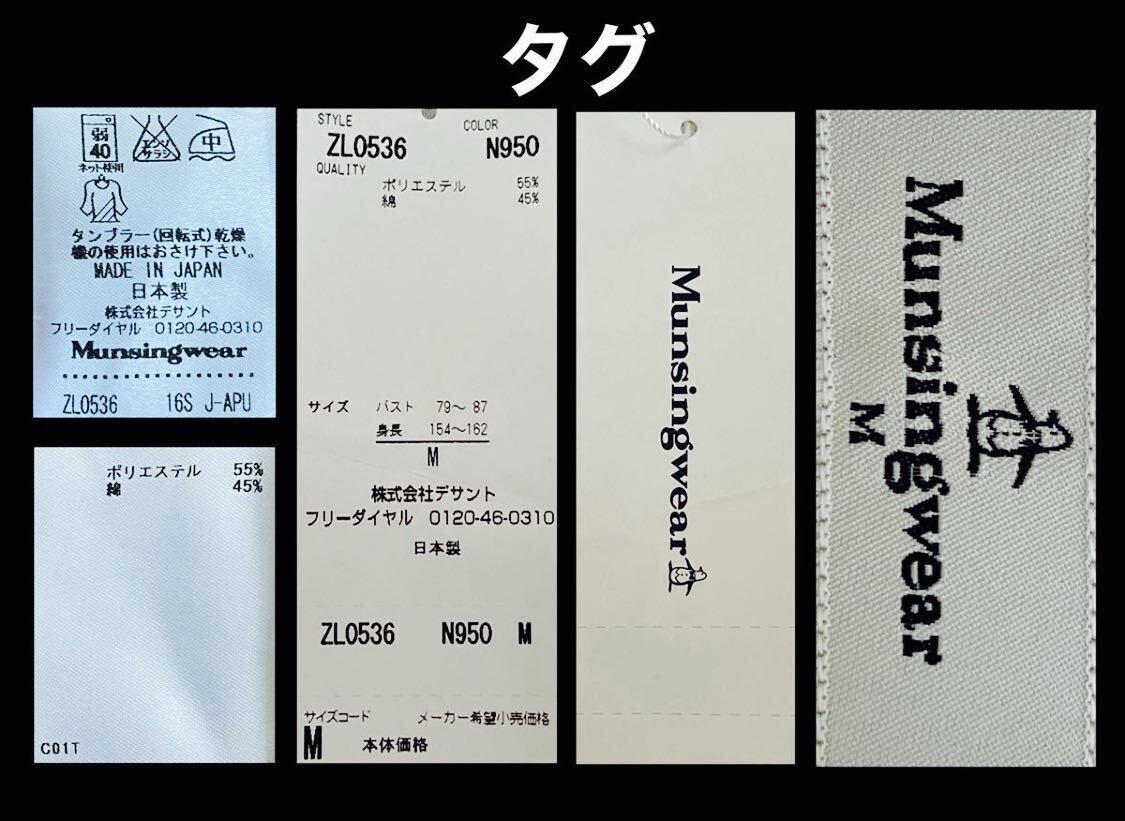 タグ
弱
40
ネット使用
エンソ
サラシ
中
タンブラー(回転式)乾燥
機の使用はおさけ下さい。
MADE IN JAPAN
日本製
株式会社デサント
フリーダイヤル 0120-46-0310
Munsingwear
ZL0536 16S J-APU
ポリエステル 55%
綿 45%
C01T
STYLE COLOR
ZL0536 N950
QUALITY
ポリエステル 55%
綿 45%
サイズ バスト 79～ 87
身長 154～162
M
株式会社デサント
フリーダイヤル 0120-46-0310
日本製
ZL0536 N950 M
サイズコード メーカー希望小売価格
M 本体価格
Munsingwear
Munsingwear
M